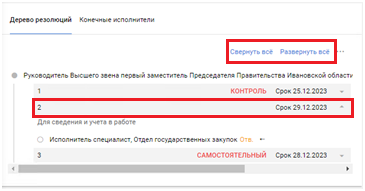 Дерево резолюций Конечные исполнители
Свернуть всё Развернуть всё ...
Руководитель Высшего звена первый заместитель Председателя Правительства Ивановской области
1 КОНТРОЛЬ Срок 25.12.2023
2 Срок 29.12.2023
Для сведения и учета в работе
Исполнитель специалист, Отдел государственных закупок Отв.
3 САМОСТОЯТЕЛЬНЫЙ Срок 28.12.2023